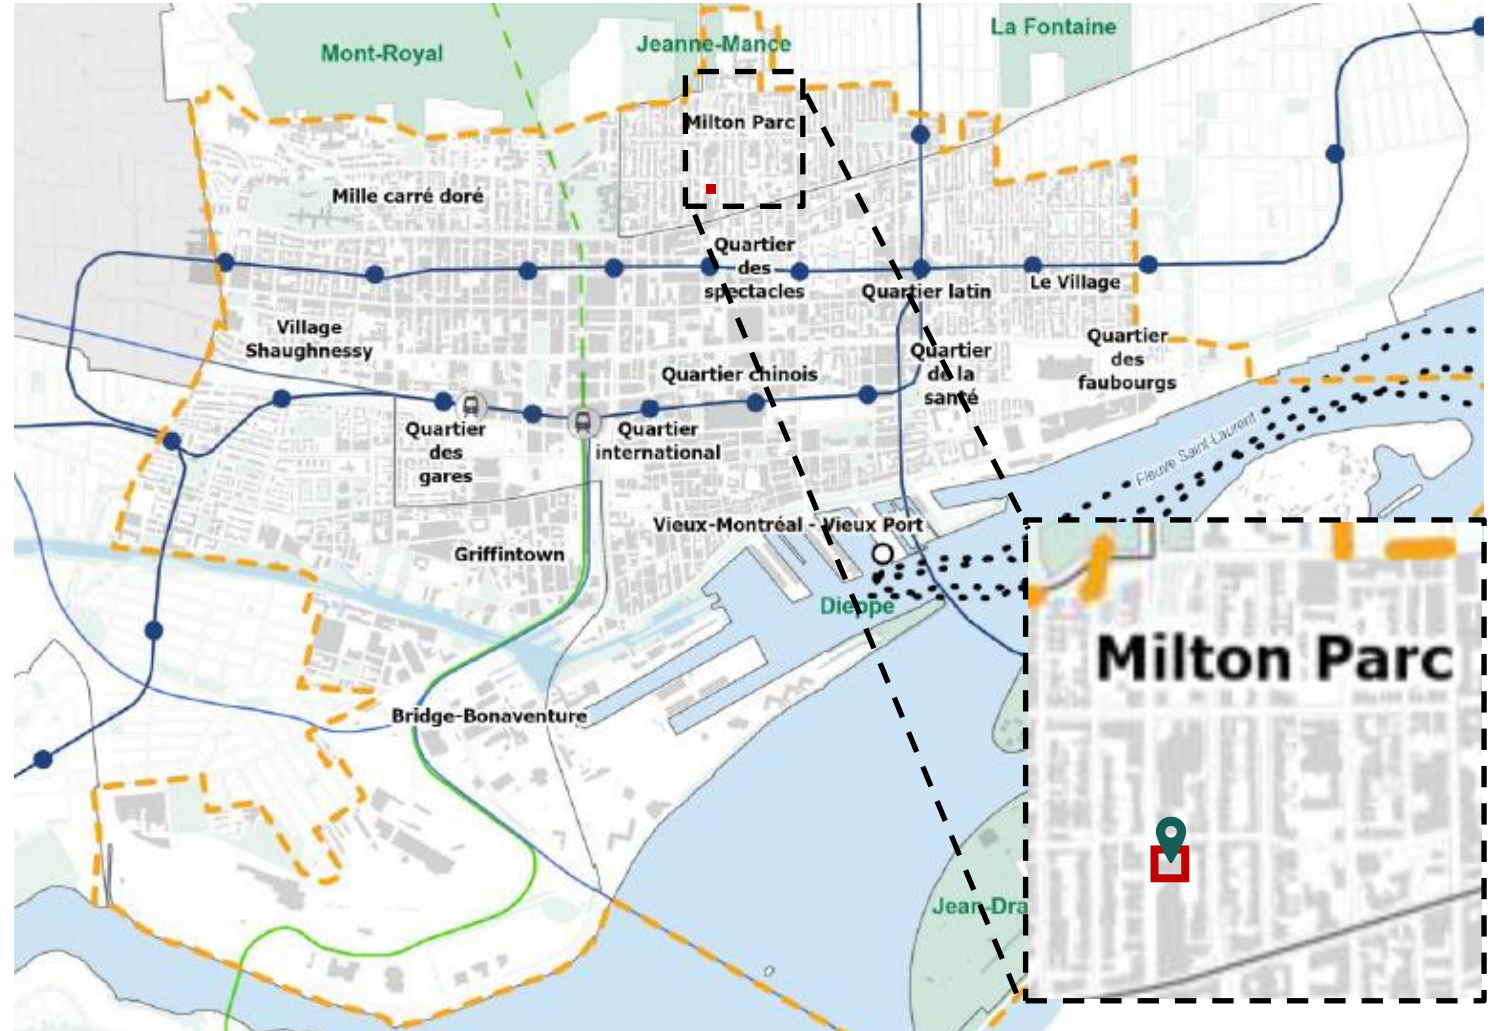 Mont-Royal
Jeanne-Mance
La Fontaine
Milton Parc
Mille carré doré
Quartier
des
spectacles
Quartier latin
Le Village
Village
Shaughnessy
Quartier
des
faubourgs
Quartier
de la
santé
Quartier chinois
Quartier
des
gares
Quartier
international
Fleuve Saint-Laurent
Vieux-Montréal - Vieux Port
Griffintown
Dieppe
Milton Parc
Bridge-Bonaventure
Jean-Dra